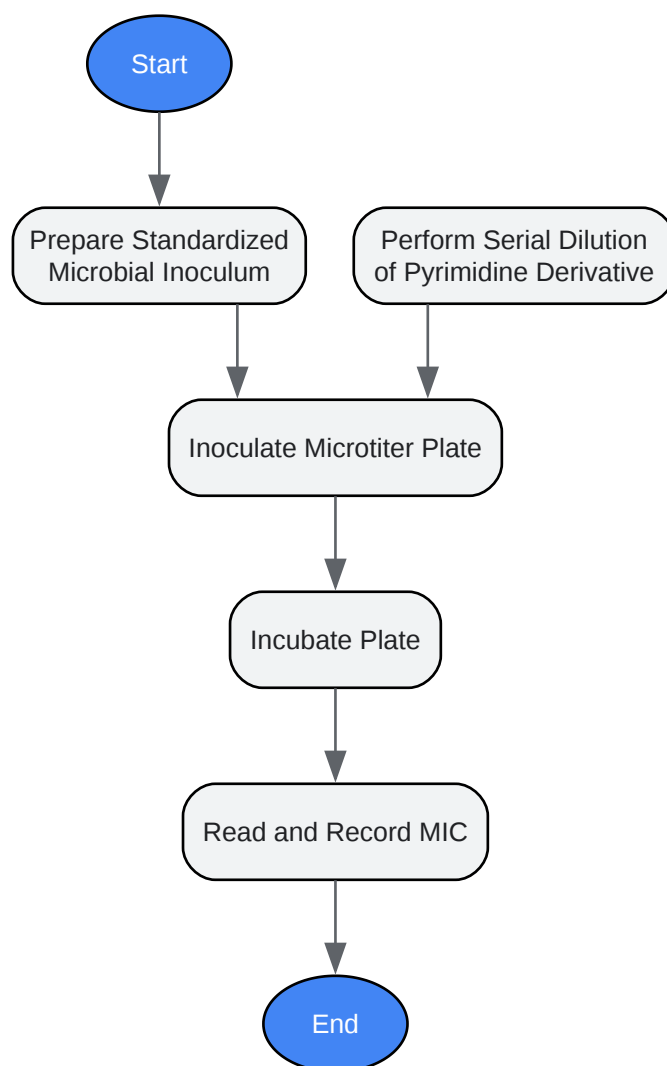 Start
Prepare Standardized
Microbial Inoculum
Perform Serial Dilution
of Pyrimidine Derivative
Inoculate Microtiter Plate
Incubate Plate
Read and Record MIC
End